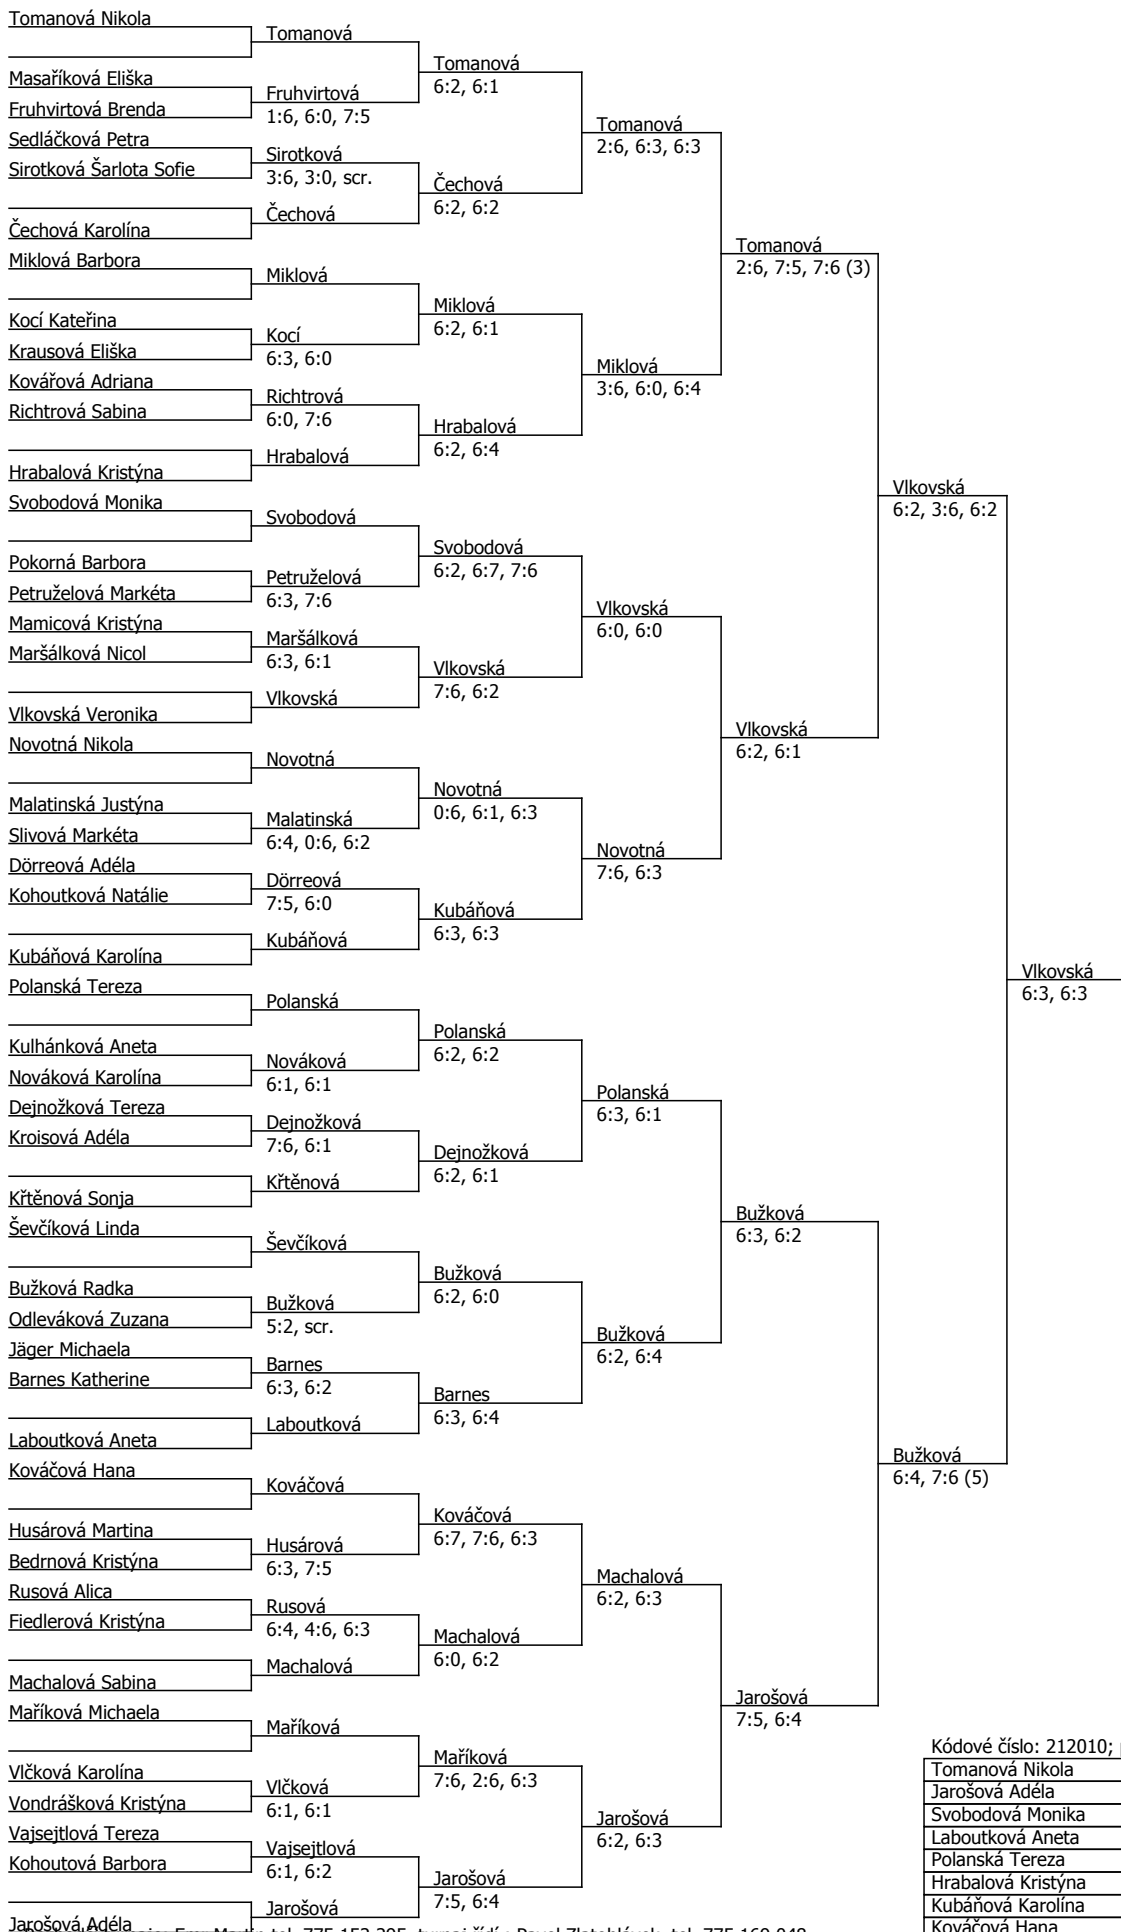 Tomanová Nikola
Masaříková Eliška
Fruhvirtová Brenda
Sedláčková Petra
Sirotková Šarlota Sofie
Čechová Karolína
Miklová Barbora
Kocí Kateřina
Krausová Eliška
Kovářová Adriana
Richtrová Sabina
Hrabalová Kristýna
Svobodová Monika
Pokorná Barbora
Petruželová Markéta
Mamicová Kristýna
Maršálková Nicol
Vlkovská Veronika
Novotná Nikola
Malatinská Justýna
Slivová Markéta
Dörreová Adéla
Kohoutková Natálie
Kubáňová Karolína
Polanská Tereza
Kulhánková Aneta
Nováková Karolína
Dejnožková Tereza
Kroisová Adéla
Křtěnová Sonja
Ševčíková Linda
Bužková Radka
Odleváková Zuzana
Jäger Michaela
Barnes Katherine
Laboutková Aneta
Kováčová Hana
Husárová Martina
Bedrnová Kristýna
Rusová Alica
Fiedlerová Kristýna
Machalová Sabina
Maříková Michaela
Vlčková Karolína
Vondrášková Kristýna
Vajsejtlová Tereza
Kohoutová Barbora
Jarošová Adéla
Tomanová
Fruhvirtová
1:6, 6:0, 7:5
Sirotková
3:6, 3:0, scr.
Čechová
Miklová
Kocí
6:3, 6:0
Richtrová
6:0, 7:6
Hrabalová
Svobodová
Petruželová
6:3, 7:6
Maršálková
6:3, 6:1
Vlkovská
Novotná
Malatinská
6:4, 0:6, 6:2
Dörreová
7:5, 6:0
Kubáňová
Polanská
Nováková
6:1, 6:1
Dejnožková
7:6, 6:1
Křtěnová
Ševčíková
Bužková
5:2, scr.
Barnes
6:3, 6:2
Laboutková
Kováčová
Husárová
6:3, 7:5
Rusová
6:4, 4:6, 6:3
Machalová
Maříková
Vlčková
6:1, 6:1
Vajsejtlová
6:1, 6:2
Jarošová
Tomanová
6:2, 6:1
Čechová
6:2, 6:2
Miklová
6:2, 6:1
Hrabalová
6:2, 6:4
Svobodová
6:2, 6:7, 7:6
Vlkovská
7:6, 6:2
Novotná
0:6, 6:1, 6:3
Kubáňová
6:3, 6:3
Polanská
6:2, 6:2
Dejnožková
6:2, 6:1
Bužková
6:2, 6:0
Barnes
6:3, 6:4
Kováčová
6:7, 7:6, 6:3
Machalová
6:0, 6:2
Maříková
7:6, 2:6, 6:3
Jarošová
7:5, 6:4
Tomanová
2:6, 6:3, 6:3
Miklová
3:6, 6:0, 6:4
Vlkovská
6:0, 6:0
Novotná
7:6, 6:3
Polanská
6:3, 6:1
Bužková
6:2, 6:4
Machalová
6:2, 6:3
Jarošová
6:2, 6:3
Tomanová
2:6, 7:5, 7:6 (3)
Vlkovská
6:2, 6:1
Bužková
6:3, 6:2
Jarošová
7:5, 6:4
Vlkovská
6:2, 3:6, 6:2
Bužková
6:4, 7:6 (5)
Vlkovská
6:3, 6:3
Kódové číslo: 212010;
Tomanová Nikola
Jarošová Adéla
Svobodová Monika
Laboutková Aneta
Polanská Tereza
Hrabalová Kristýna
Kubáňová Karolína
Kováčová Hana
Martin tel. 775 152 295, turnaj řídí : Pavel Zlatohlávek, tel. 775 160 048